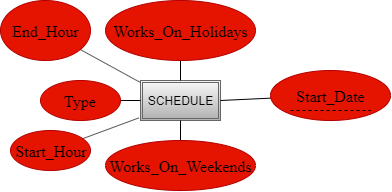 End_Hour
Works_On_Holidays
Type
SCHEDULE
Start_Date
Start_Hour
Works_On_Weekends